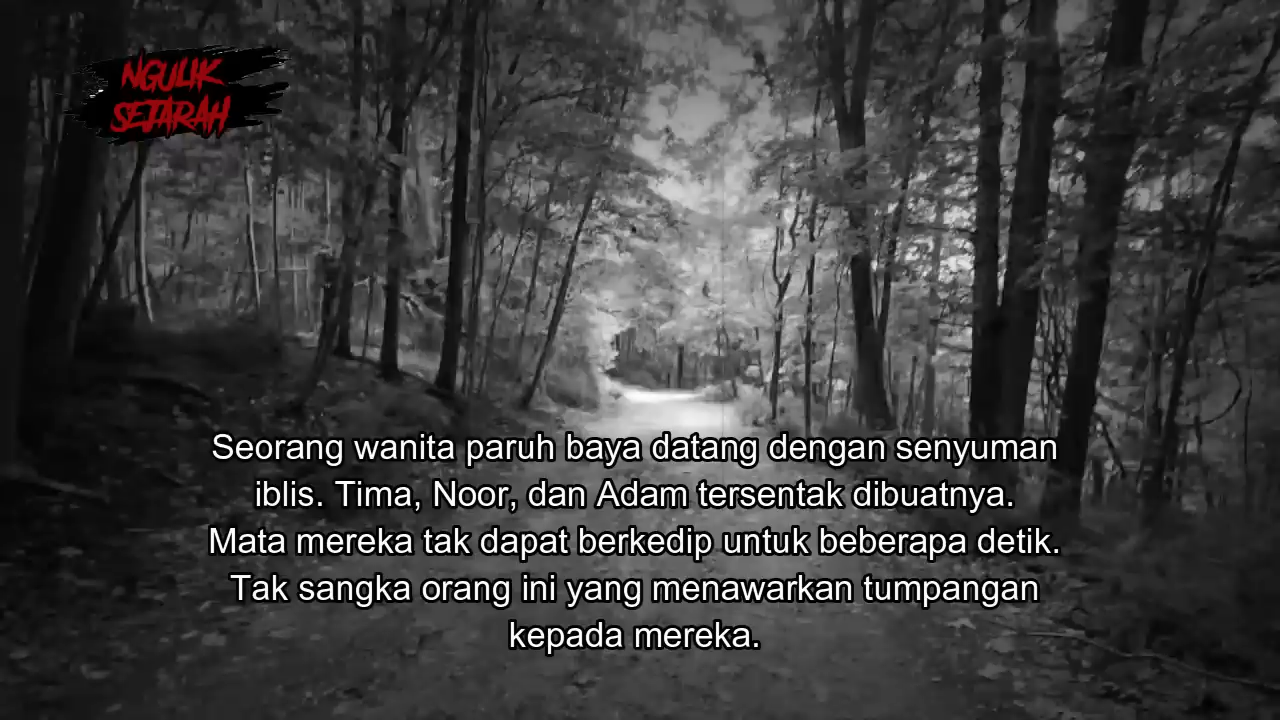 NGULIK
SEJARAH
Seorang wanita paruh baya datang dengan senyuman
iblis. Tima, Noor, dan Adam tersentak dibuatnya.
Mata mereka tak dapat berkedip untuk beberapa detik.
Tak sangka orang ini yang menawarkan tumpangan
kepada mereka.